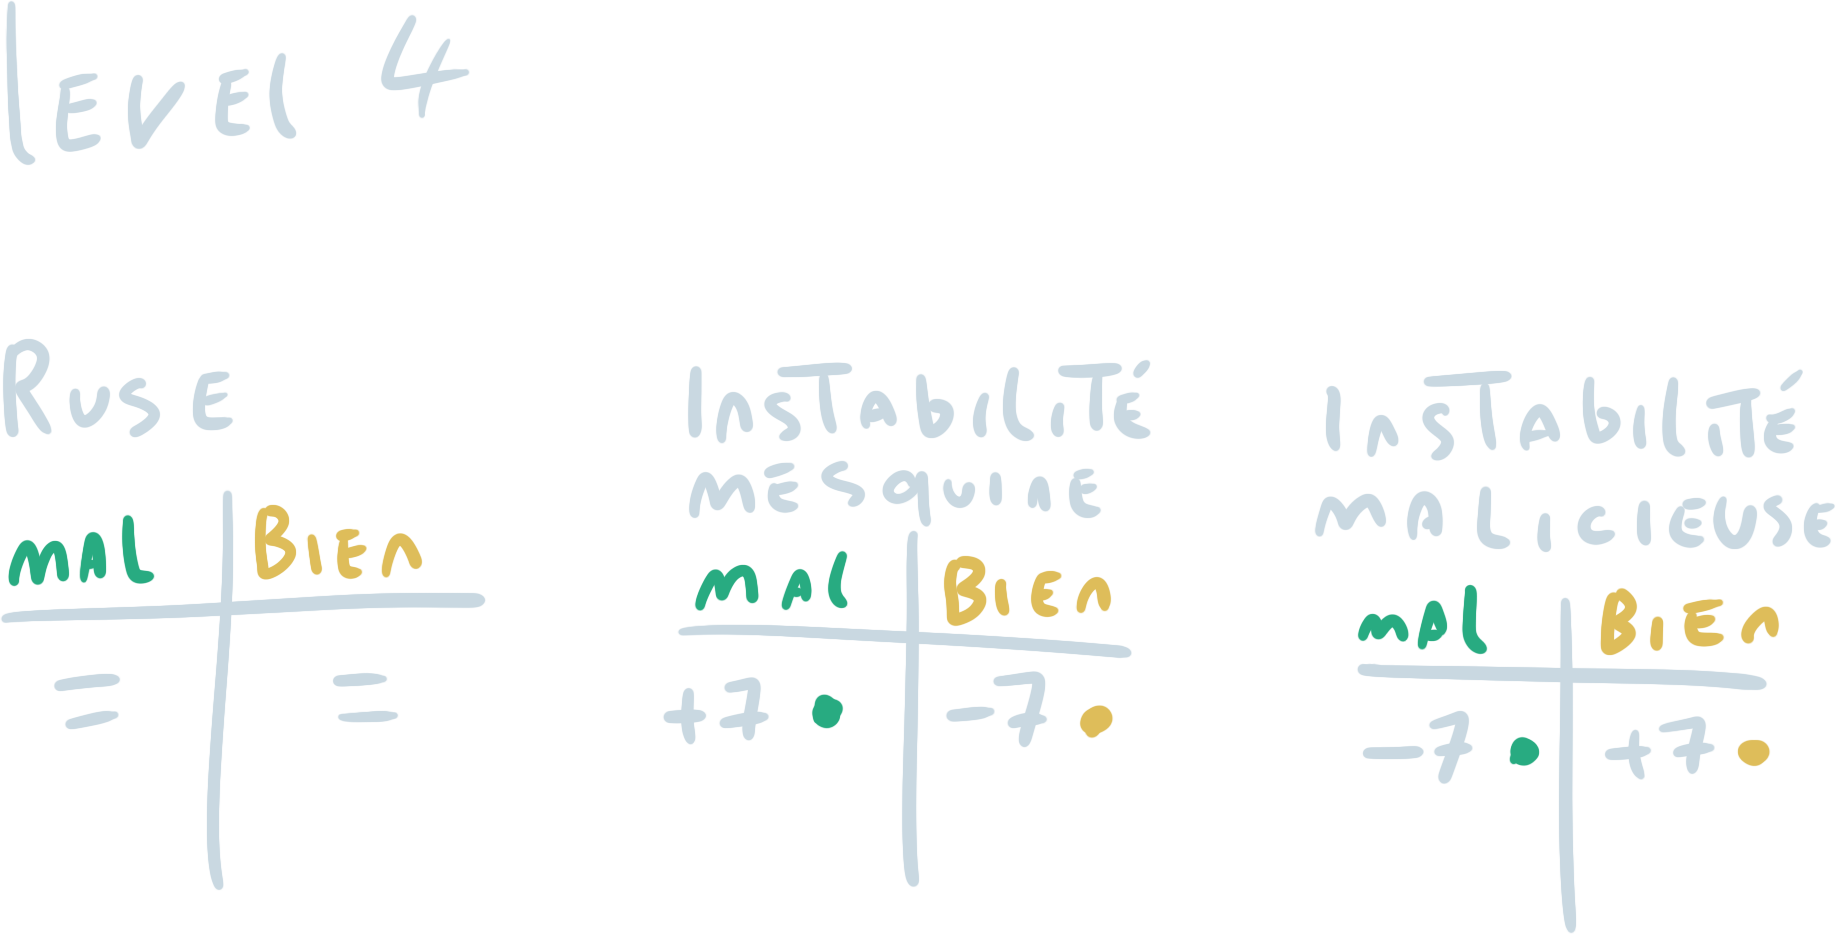 LEVEL 4
RUSE
MAL BIEN
= =
INSTABILITÉ
MESQUINE
MAL BIEN
+7 -7
INSTABILITÉ
MALICIEUSE
MAL BIEN
-7 +7